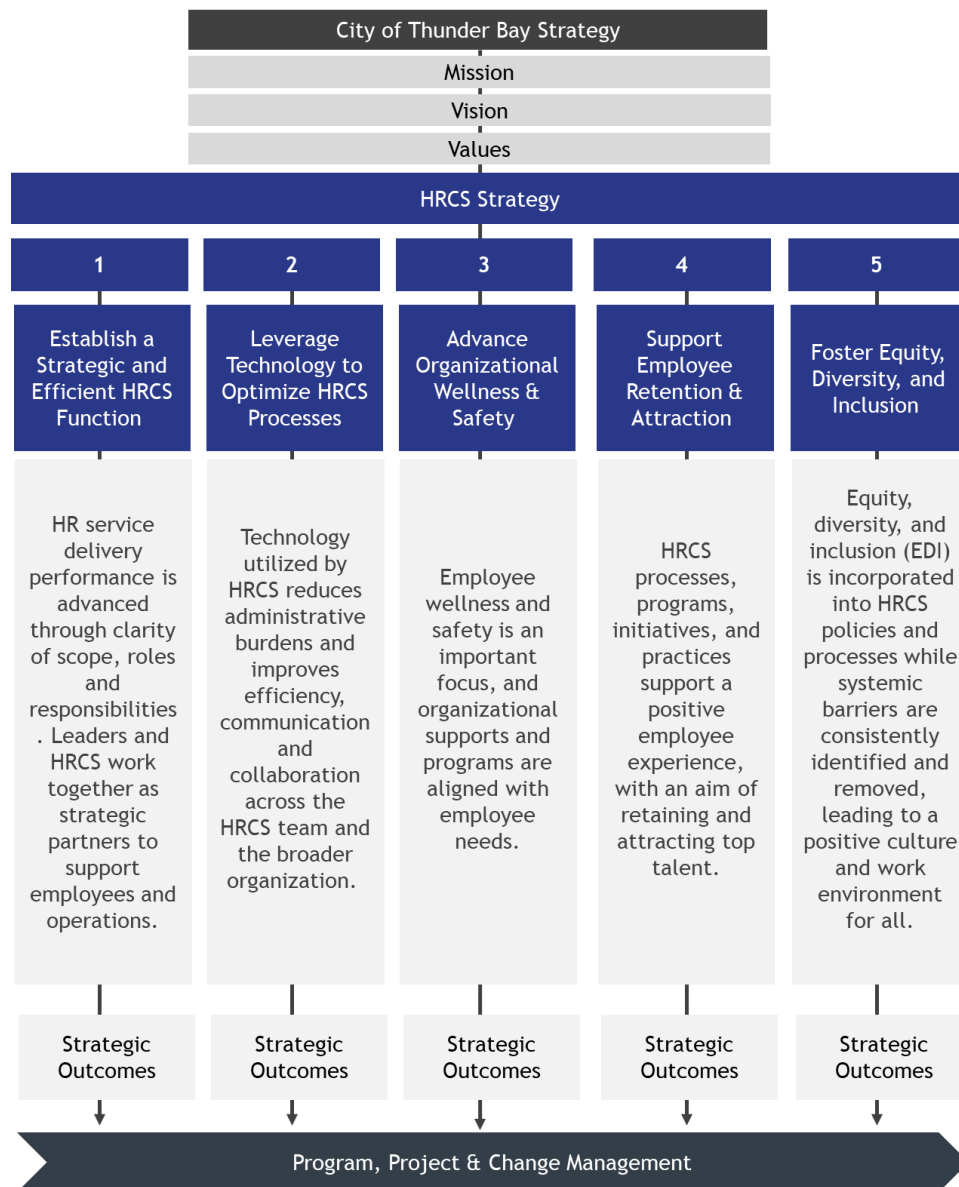 City of Thunder Bay Strategy
Mission
Vision
Values
HRCS Strategy
1
2
3
4
5
Establish a
Strategic and
Efficient HRCS
Function
Leverage
Technology to
Optimize HRCS
Processes
Advance
Organizational
Wellness &
Safety
Support
Employee
Retention &
Attraction
Foster Equity,
Diversity, and
Inclusion
HR service
delivery
performance is
advanced
through clarity
of scope, roles
and
responsibilities
. Leaders and
HRCS work
together as
strategic
partners to
support
employees and
operations.
Technology
utilized by
HRCS reduces
administrative
burdens and
improves
efficiency,
communication
and
collaboration
across the
HRCS team and
the broader
organization.
Employee
wellness and
safety is an
important
focus, and
organizational
supports and
programs are
aligned with
employee
needs.
HRCS
processes,
programs,
initiatives, and
practices
support a
positive
employee
experience,
with an aim of
retaining and
attracting top
talent.
Equity,
diversity, and
inclusion (EDI)
is incorporated
into HRCS
policies and
processes while
systemic
barriers are
consistently
identified and
removed,
leading to a
positive culture
and work
environment
for all.
Strategic
Outcomes
Strategic
Outcomes
Strategic
Outcomes
Strategic
Outcomes
Strategic
Outcomes
Program, Project & Change Management